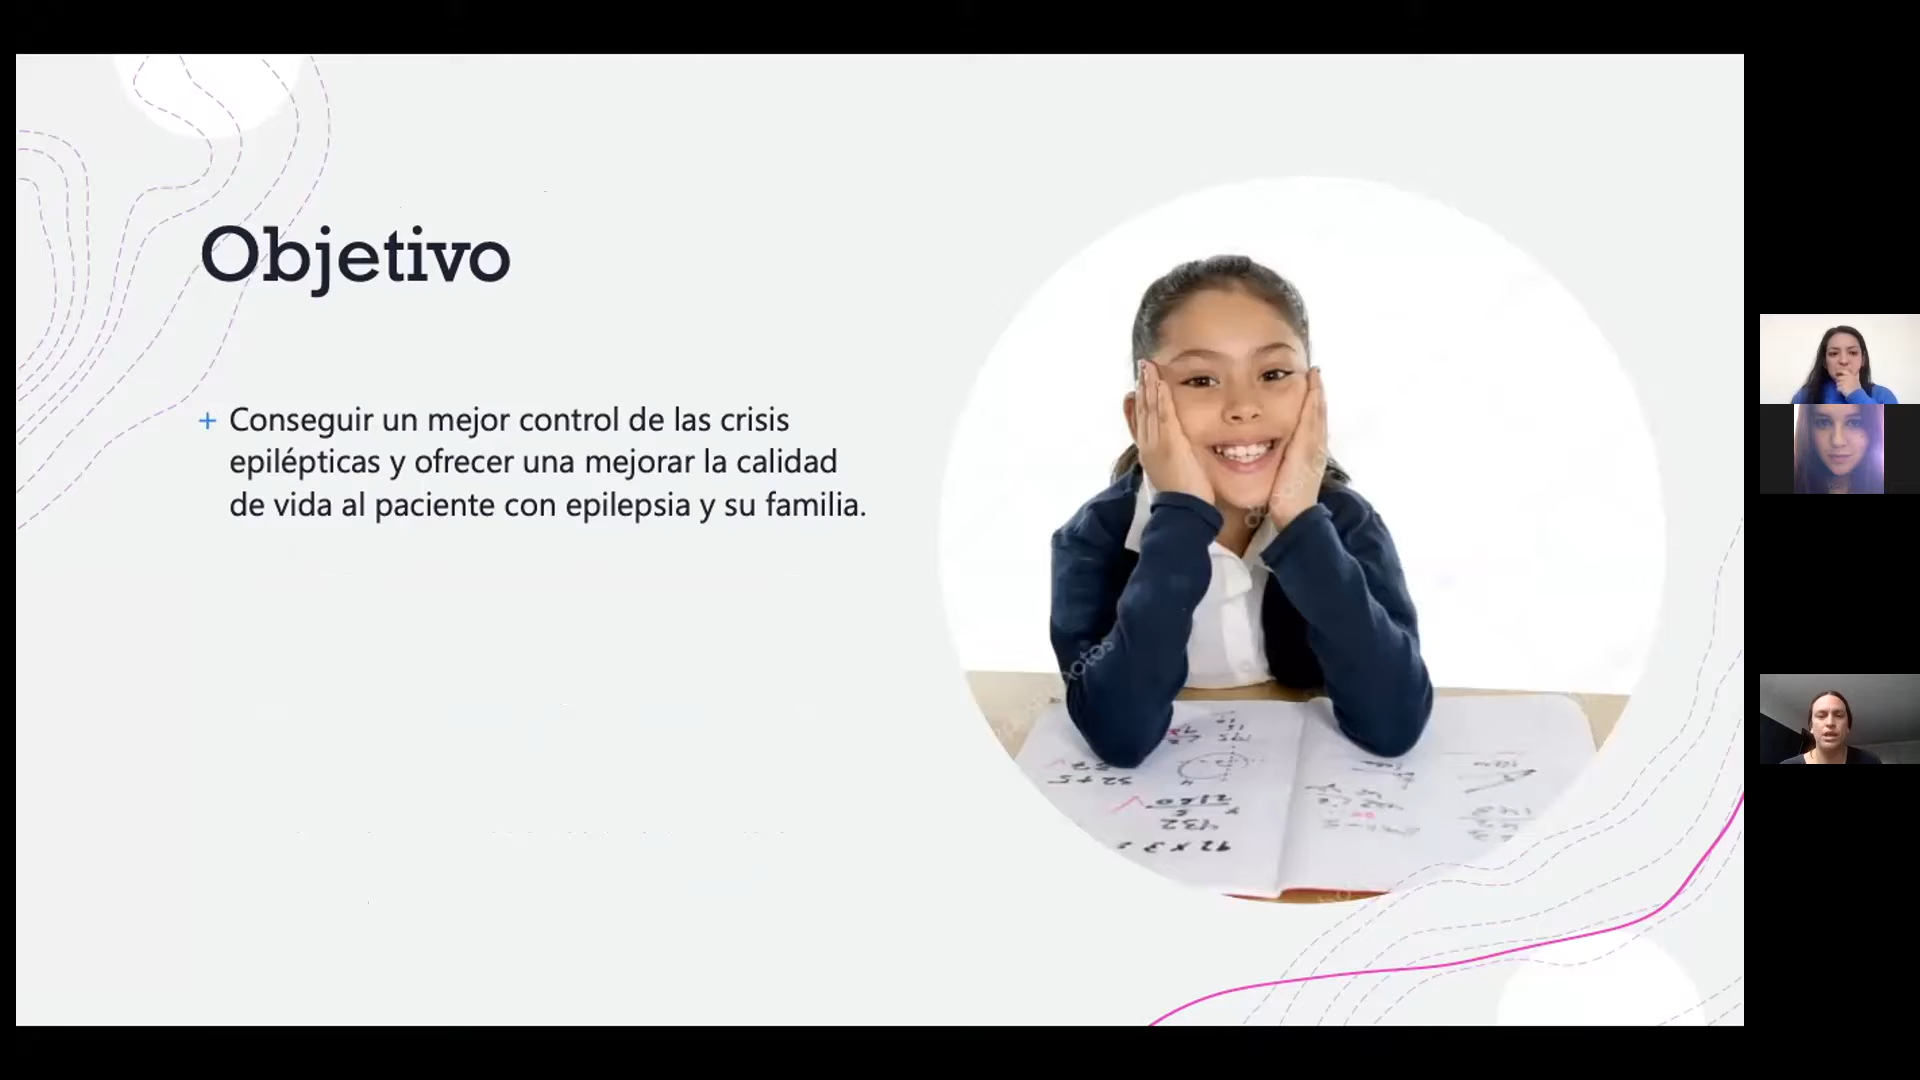 Objetivo
+ Conseguir un mejor control de las crisis
epilépticas y ofrecer una mejorar la calidad
de vida al paciente con epilepsia y su familia.